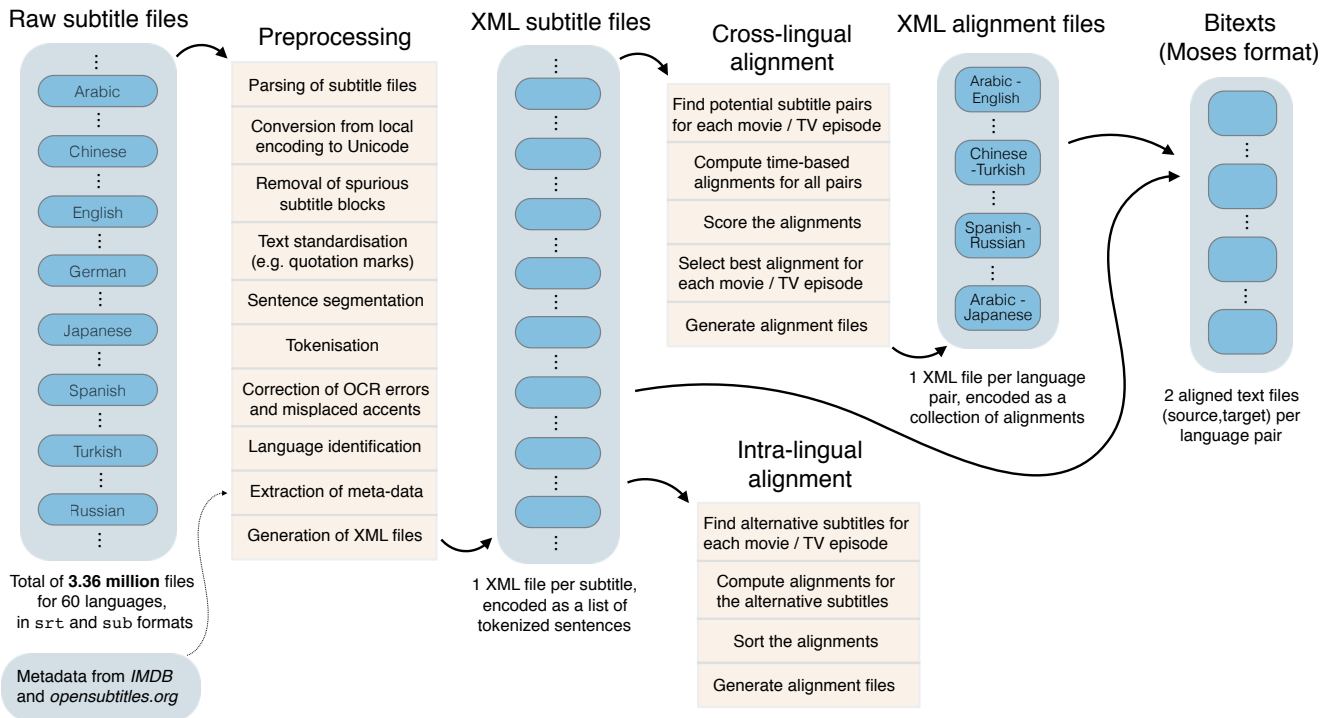 Raw subtitle files
⋮
Arabic
⋮
Chinese
⋮
English
⋮
German
⋮
Japanese
⋮
Spanish
⋮
Turkish
⋮
Russian
⋮
Total of 3.36 million files
for 60 languages,
in srt and sub formats
Metadata from IMDB
and opensubtitles.org
Preprocessing
Parsing of subtitle files
Conversion from local
encoding to Unicode
Removal of spurious
subtitle blocks
Text standardisation
(e.g. quotation marks)
Sentence segmentation
Tokenisation
Correction of OCR errors
and misplaced accents
Language identification
Extraction of meta-data
Generation of XML files
XML subtitle files
1 XML file per subtitle,
encoded as a list of
tokenized sentences
Cross-lingual
alignment
Find potential subtitle pairs
for each movie / TV episode
Compute time-based
alignments for all pairs
Score the alignments
Select best alignment for
each movie / TV episode
Generate alignment files
Intra-lingual
alignment
Find alternative subtitles for
each movie / TV episode
Compute alignments for
the alternative subtitles
Sort the alignments
Generate alignment files
XML alignment files
Arabic -
English
⋮
Chinese
-Turkish
⋮
Spanish -
Russian
⋮
Arabic -
Japanese
1 XML file per language
pair, encoded as a
collection of alignments
Bitexts
(Moses format)
2 aligned text files
(source,target) per
language pair